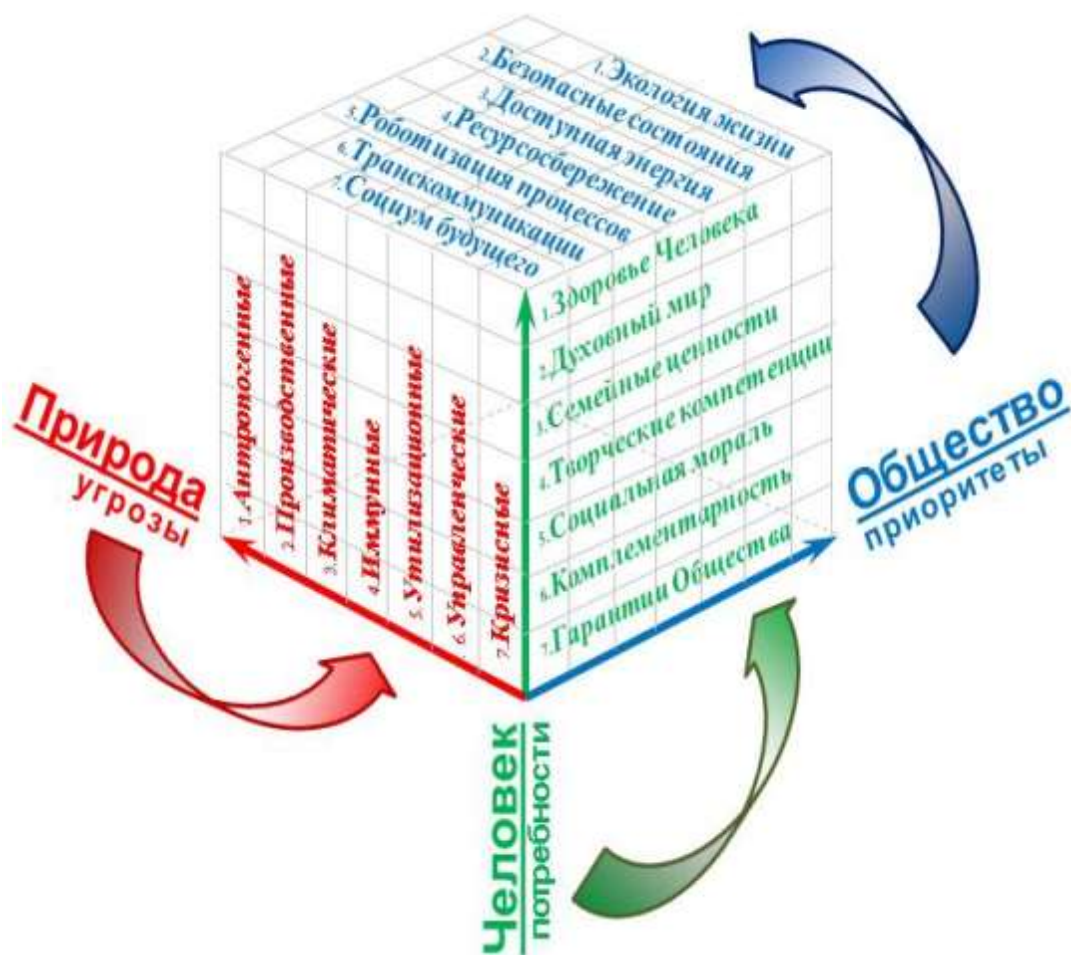 1.Экология жизни
2.Безопасные состояния
3.Доступная энергия
4.Ресурсосбережение
5.Роботизация процессов
6.Транскоммуникации
7.Социум будущего
1.Антропогенные
2.Производственные
3.Климатические
4.Иммунные
5.Утилизационные
6.Управленческие
7.Кризисные
1.Здоровье Человека
2.Духовный мир
3.Семейные ценности
4.Творческие компетенции
5.Социальная мораль
6.Комплементарность
7.Гарантии Общества
Природа
угрозы
Общество
приоритеты
Человек
потребности